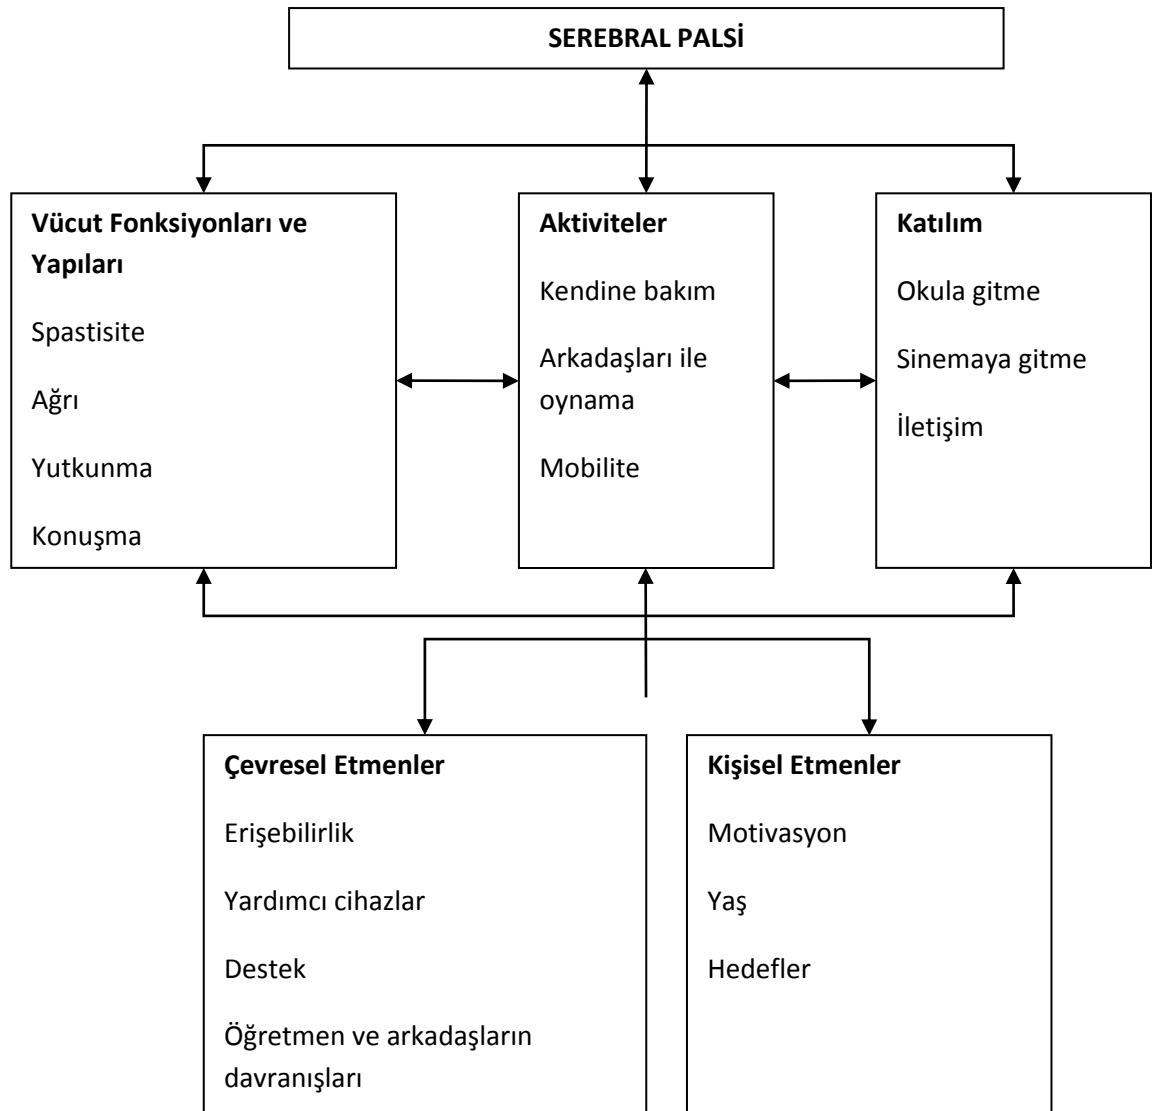 SEREBRAL PALSİ
Vücut Fonksiyonları ve
Yapıları
Spastisite
Ağrı
Yutkunma
Konuşma
Aktiviteler
Kendine bakım
Arkadaşları ile
oynama
Mobilite
Katılım
Okula gitme
Sinemaya gitme
İletişim
Çevresel Etmenler
Erişebilirlik
Yardımcı cihazlar
Destek
Öğretmen ve arkadaşların
davranışları
Kişisel Etmenler
Motivasyon
Yaş
Hedefler